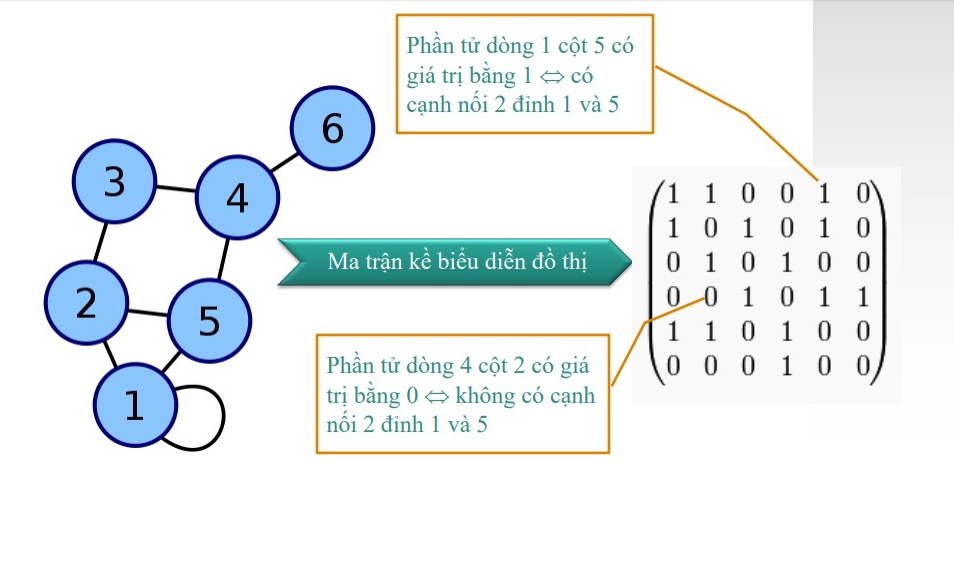 Phần tử dòng 1 cột 5 có
giá trị bằng 1 ⇔ có
cạnh nối 2 đỉnh 1 và 5
6
3
4
2
5
1
Ma trận kề biểu diễn đồ thị
1 1 0 0 1 0
1 0 1 0 1 0
0 1 0 1 0 0
0 0 1 0 1 1
1 1 0 1 0 0
0 0 0 1 0 0
Phần tử dòng 4 cột 2 có giá
trị bằng 0 ⇔ không có cạnh
nối 2 đỉnh 1 và 5